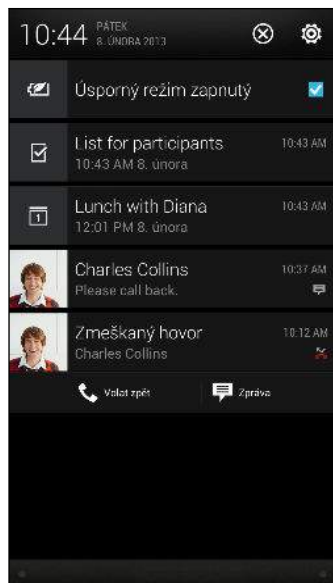 10:44 PÁTEK
8. ÚNORA 2013
Úsporný režim zapnutý
List for participants 10:43 AM
10:43 AM 8. února
1
Lunch with Diana 10:43 AM
12:01 PM 8. února
Charles Collins 10:37 AM
Please call back.
Zmeškaný hovor 10:12 AM
Charles Collins
Volat zpět Zpráva